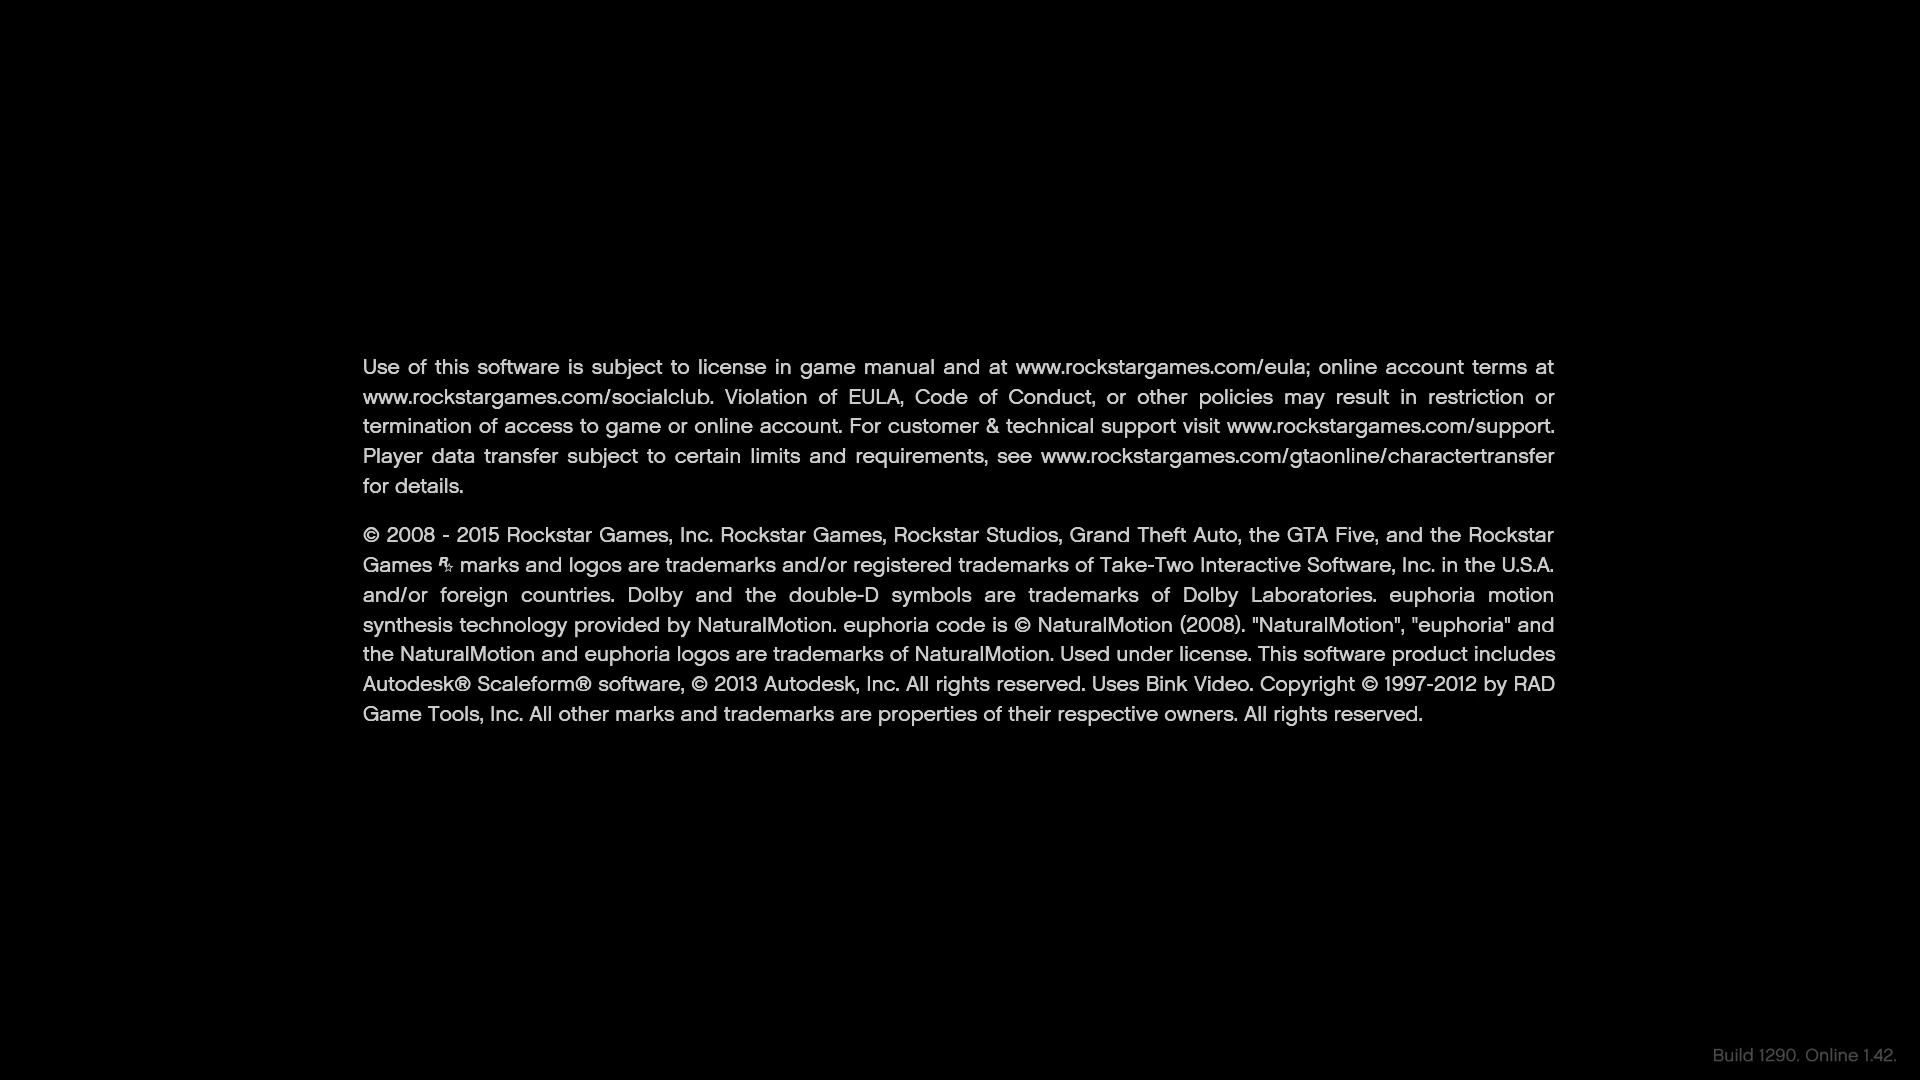 Use of this software is subject to license in game manual and at www.rockstargames.com/eula; online account terms at
www.rockstargames.com/socialclub. Violation of EULA, Code of Conduct, or other policies may result in restriction or
termination of access to game or online account. For customer & technical support visit www.rockstargames.com/support.
Player data transfer subject to certain limits and requirements, see www.rockstargames.com/gtaonline/charactertransfer
for details.
© 2008 - 2015 Rockstar Games, Inc. Rockstar Games, Rockstar Studios, Grand Theft Auto, the GTA Five, and the Rockstar
Games R☆ marks and logos are trademarks and/or registered trademarks of Take-Two Interactive Software, Inc. in the U.S.A.
and/or foreign countries. Dolby and the double-D symbols are trademarks of Dolby Laboratories. euphoria motion
synthesis technology provided by NaturalMotion. euphoria code is © NaturalMotion (2008). "NaturalMotion", "euphoria" and
the NaturalMotion and euphoria logos are trademarks of NaturalMotion. Used under license. This software product includes
Autodesk® Scaleform® software, © 2013 Autodesk, Inc. All rights reserved. Uses Bink Video. Copyright © 1997-2012 by RAD
Game Tools, Inc. All other marks and trademarks are properties of their respective owners. All rights reserved.
Build 1290. Online 1.42.